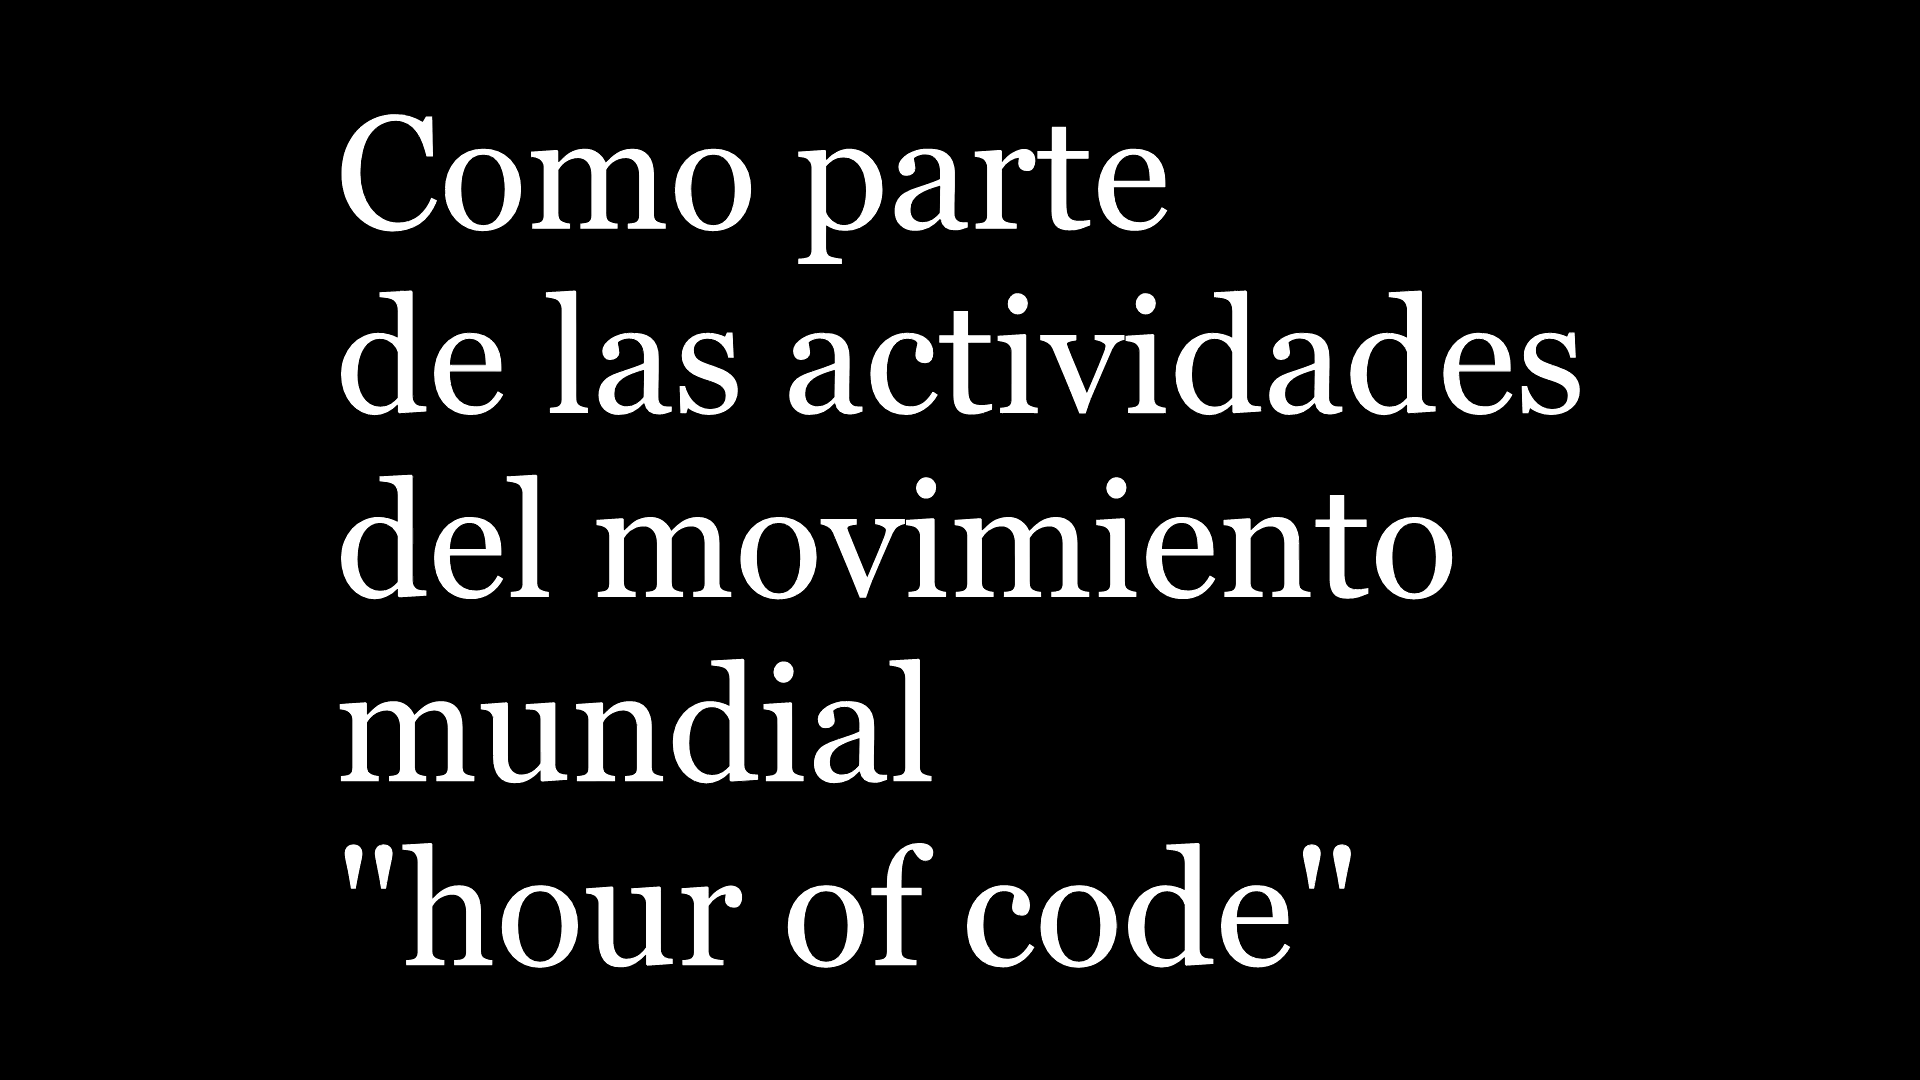 Como parte
de las actividades
del movimiento
mundial
"hour of code"